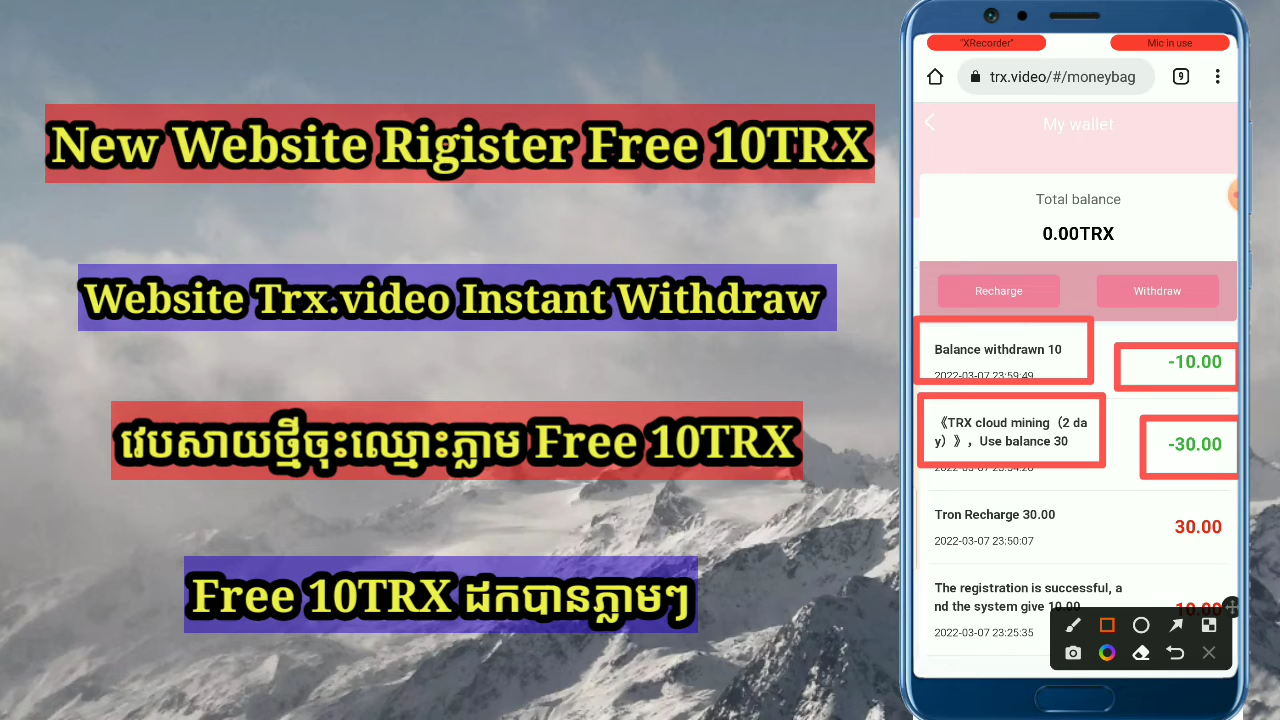 New Website Rigister Free 10TRX
Website Trx.video Instant Withdraw
វេបសាយថ្មីចុះឈ្មោះភ្លាម Free 10TRX
Free 10TRX ដកបានភ្លាមៗ
"XRecorder"
Mic in use
trx.video/#/moneybag
9
My wallet
Total balance
0.00TRX
Recharge
Withdraw
Balance withdrawn 10
-10.00
2022-03-07 23:59:49
《TRX cloud mining（2 da
y）》，Use balance 30
-30.00
Tron Recharge 30.00
30.00
2022-03-07 23:50:07
The registration is successful, a
nd the system give 10.00
10.00
2022-03-07 23:25:35